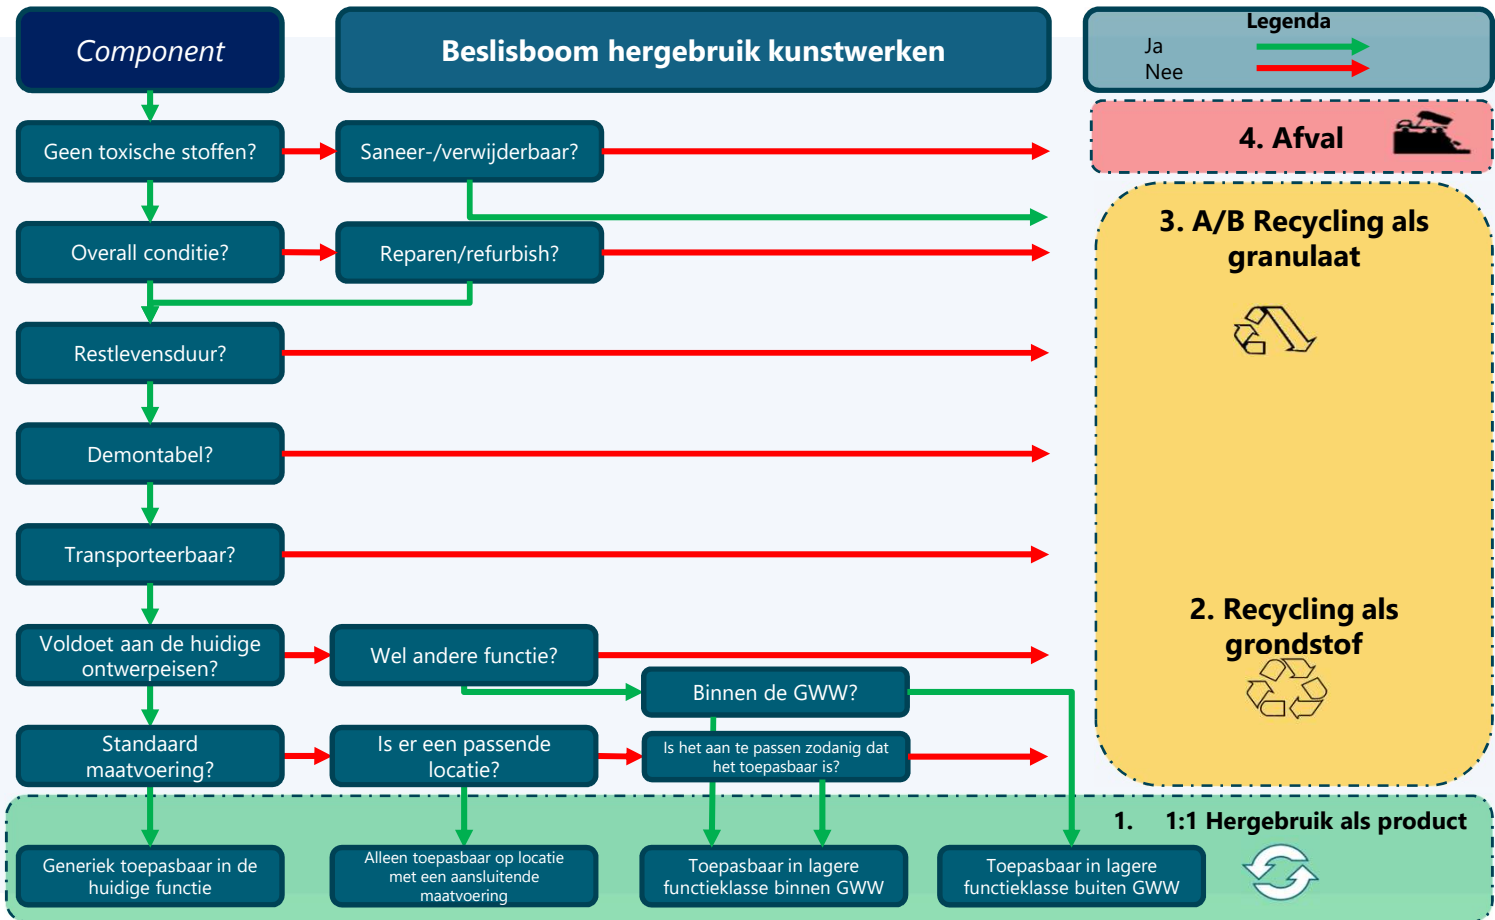 Component
Beslisboom hergebruik kunstwerken
Legenda
Ja
Nee
4. Afval
Geen toxische stoffen?
Saneer-/verwijderbaar?
3. A/B Recycling als
granulaat
Overall conditie?
Reparen/refurbish?
Restlevensduur?
Demontabel?
Transporteerbaar?
2. Recycling als
grondstof
Voldoet aan de huidige
ontwerpeisen?
Wel andere functie?
Binnen de GWW?
Standaard
maatvoering?
Is er een passende
locatie?
Is het aan te passen zodanig dat
het toepasbaar is?
1. 1:1 Hergebruik als product
Generiek toepasbaar in de
huidige functie
Alleen toepasbaar op locatie
met een aansluitende
maatvoering
Toepasbaar in lagere
functieklasse binnen GWW
Toepasbaar in lagere
functieklasse buiten GWW